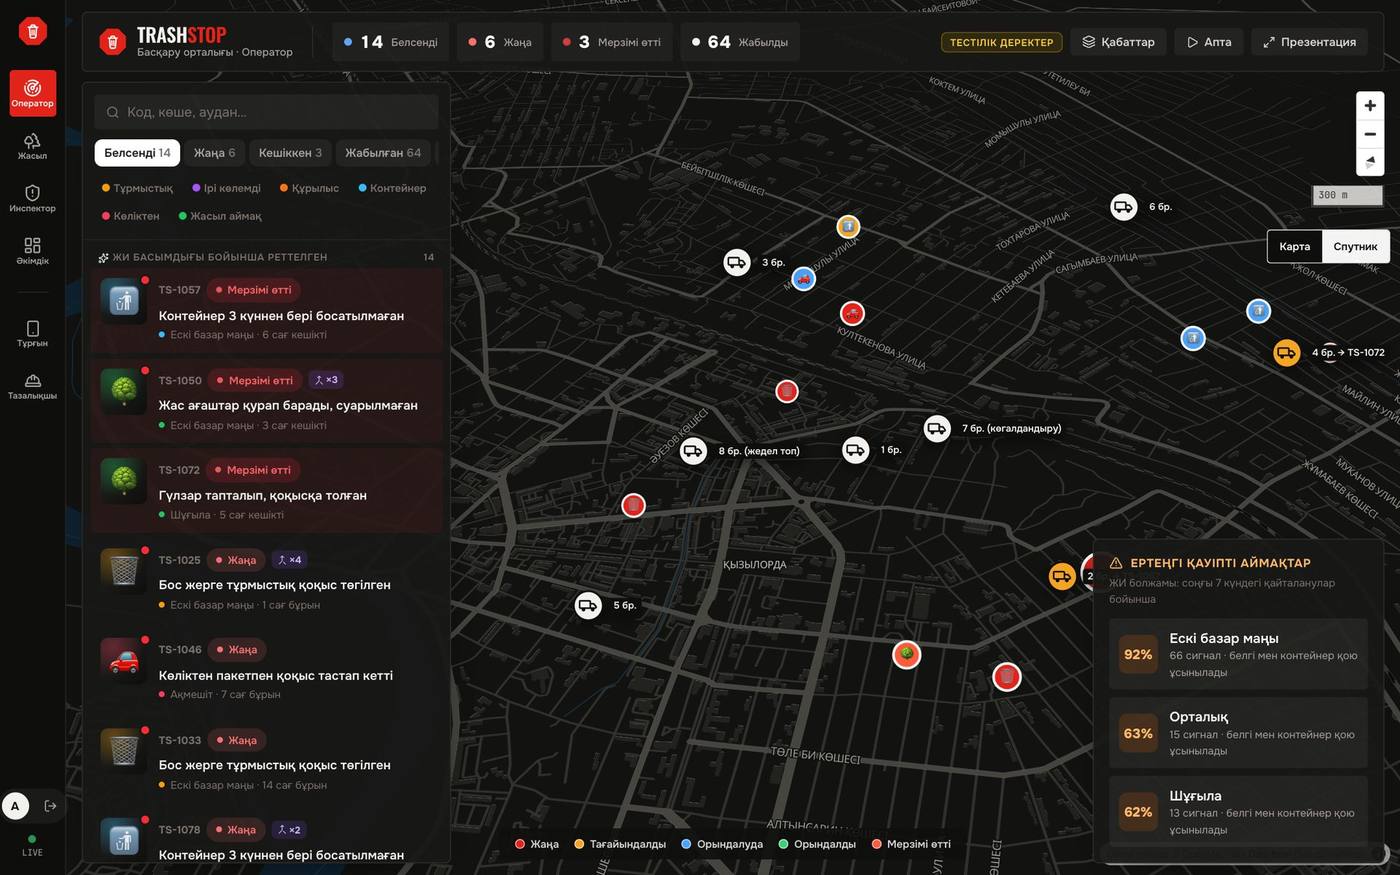 TRASHSTOP
Басқару орталығы · Оператор
14 Белсенді
6 Жаңа
3 Мерзімі өтті
64 Жабылды
ТЕСТІЛІК ДЕРЕКТЕР
Қабаттар
Апта
Презентация
Оператор
Жасыл
Инспектор
Әкімдік
Тұрғын
Тазалықшы
A
LIVE
Код, көше, аудан...
Белсенді 14
Жаңа 6
Кешіккен 3
Жабылған 64
Тұрмыстық
Ірі көлемді
Құрылыс
Контейнер
Көліктен
Жасыл аймақ
ЖИ БАСЫМДЫҒЫ БОЙЫНША РЕТТЕЛГЕН 14
TS-1057 Мерзімі өтті
Контейнер 3 күннен бері босатылмаған
Ескі базар маңы · 6 сағ кешікті
TS-1050 Мерзімі өтті ×3
Жас ағаштар қурап барады, суарылмаған
Ескі базар маңы · 3 сағ кешікті
TS-1072 Мерзімі өтті
Гүлзар тапталып, қоқысқа толған
Шұғыла · 5 сағ кешікті
TS-1025 Жаңа ×4
Бос жерге тұрмыстық қоқыс төгілген
Ескі базар маңы · 1 сағ бұрын
TS-1046 Жаңа
Көліктен пакетпен қоқыс тастап кетті
Ақмешіт · 7 сағ бұрын
TS-1033 Жаңа
Бос жерге тұрмыстық қоқыс төгілген
Ескі базар маңы · 14 сағ бұрын
TS-1078 Жаңа ×2
Контейнер 3 күннен бері босатылмаған
КОКТЕМ УЛИЦА
МОМЫШУЛЫ УЛИЦА
БЕЙБІТШІЛІК КӨШЕСІ
6 бр.
300 m
Карта
Спутник
ТОХТАРОВА УЛИЦА
3 бр.
САГЫМБАЕВ УЛИЦА
КЕТЕБАЕВА УЛИЦА
КУЛТЕКЕНОВА УЛИЦА
4 бр. → TS-1072
МАЙЛИН
7 бр. (көгалдандыру)
ӘУЕЗОВ КӨШЕСІ
8 бр. (жедел топ)
1 бр.
МУКАНОВ
ЖҰМАБАЕВ КӨШЕСІ
ҚЫЗЫЛОРДА
5 бр.
ТӨЛЕ БИ КӨШЕСІ
Жаңа
Тағайындалды
Орындалуда
Орындалды
Мерзімі өтті
ЕРТЕҢГІ ҚАУІПТІ АЙМАҚТАР
ЖИ болжамы: соңғы 7 күндегі қайталанулар
бойынша
92% Ескі базар маңы
66 сигнал · белгі мен контейнер қою
ұсынылады
63% Орталық
15 сигнал · белгі мен контейнер қою
ұсынылады
62% Шұғыла
13 сигнал · белгі мен контейнер қою
ұсынылады